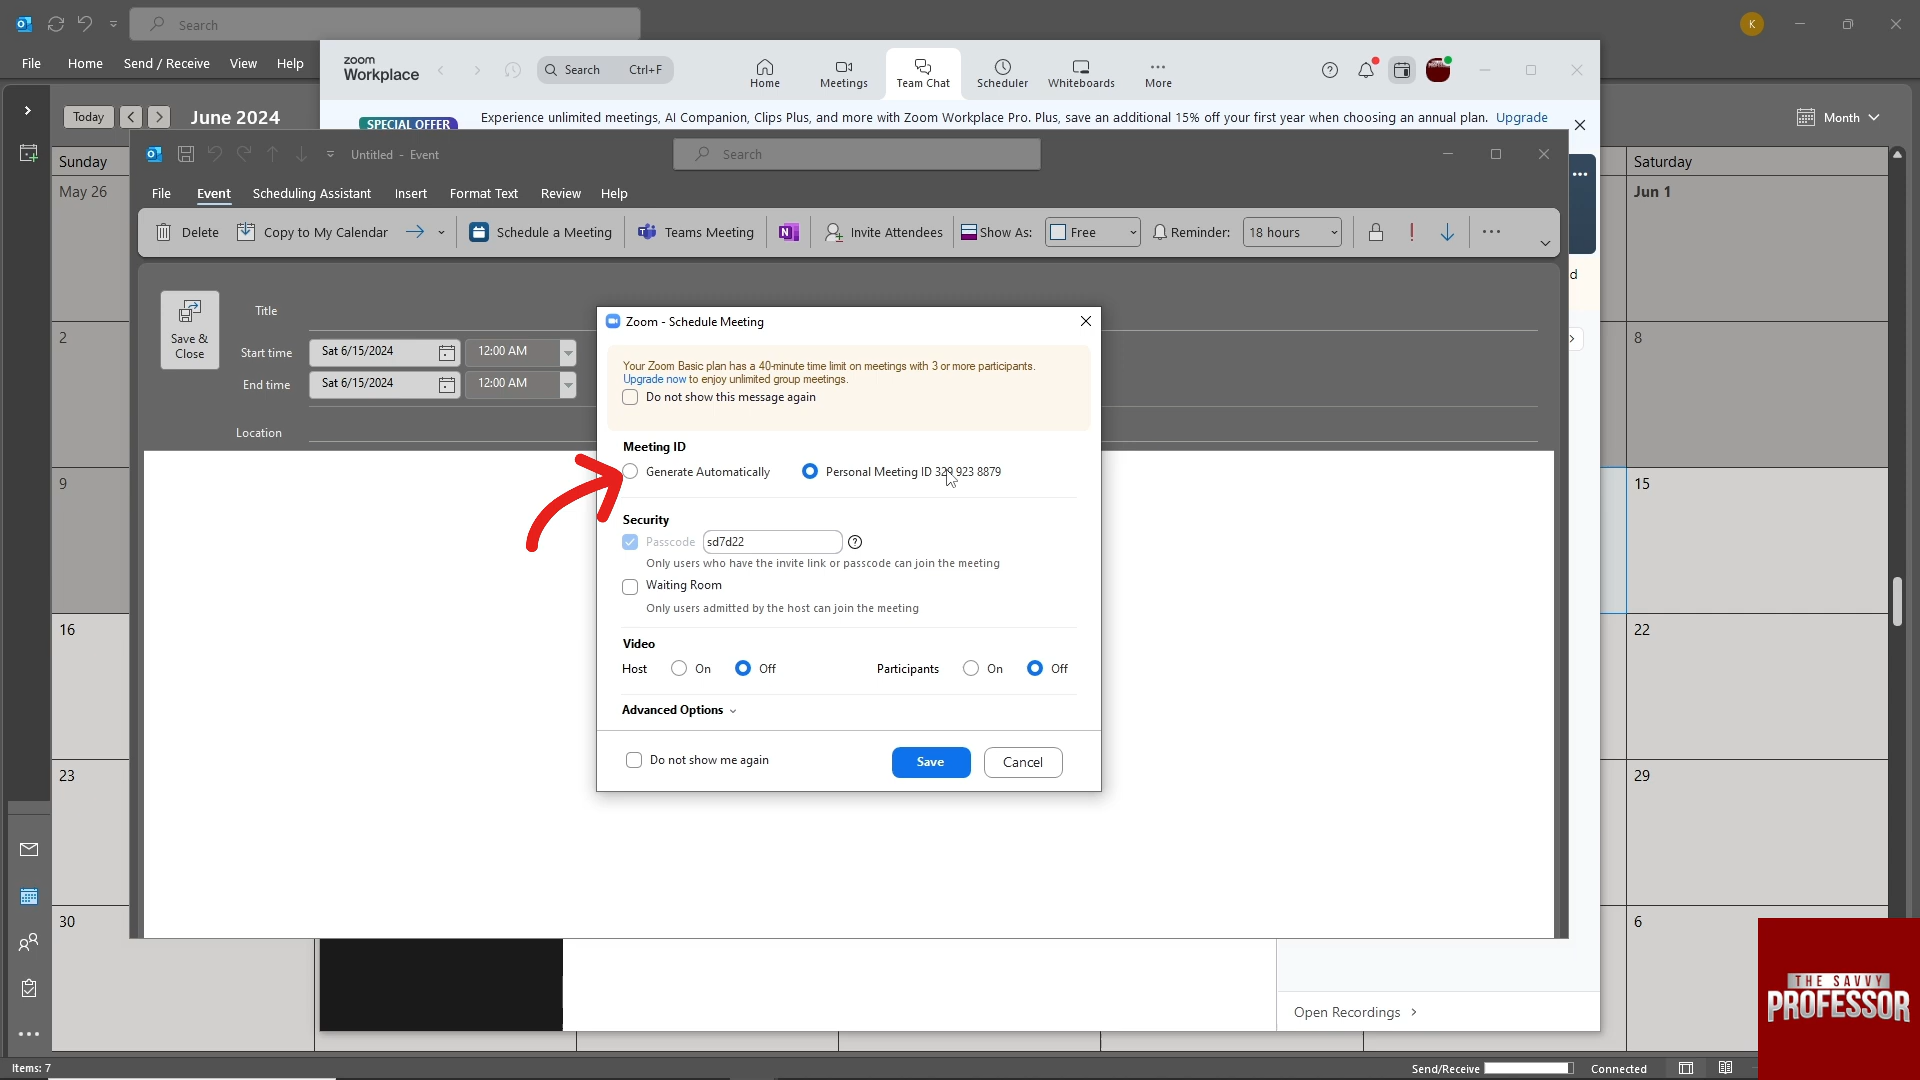 Search
K
File Home Send / Receive View Help
zoom
Workplace
Search Ctrl+F
Home
Meetings
Team Chat
Scheduler
Whiteboards
More
Today
June 2024
Month
SPECIAL OFFER
Experience unlimited meetings, AI Companion, Clips Plus, and more with Zoom Workplace Pro. Plus, save an additional 15% off your first year when choosing an annual plan. Upgrade
Untitled - Event
Search
Sunday
Saturday
May 26
Jun 1
File Event Scheduling Assistant Insert Format Text Review Help
Delete
Copy to My Calendar
Schedule a Meeting
Teams Meeting
N
Invite Attendees
Show As:
Free
Reminder:
18 hours
d
Save &
Close
Title
Start time
Sat 6/15/2024
12:00 AM
End time
Sat 6/15/2024
12:00 AM
Location
2
8
9
15
16
22
23
29
30
6
Zoom - Schedule Meeting
Your Zoom Basic plan has a 40-minute time limit on meetings with 3 or more participants.
Upgrade now to enjoy unlimited group meetings.
Do not show this message again
Meeting ID
Generate Automatically
Personal Meeting ID 329 923 8879
Security
Passcode
sd7d22
Only users who have the invite link or passcode can join the meeting
Waiting Room
Only users admitted by the host can join the meeting
Video
Host On Off
Participants On Off
Advanced Options
Do not show me again
Save
Cancel
Open Recordings
THE SAVVY
PROFESSOR
Items: 7
Send/Receive
Connected